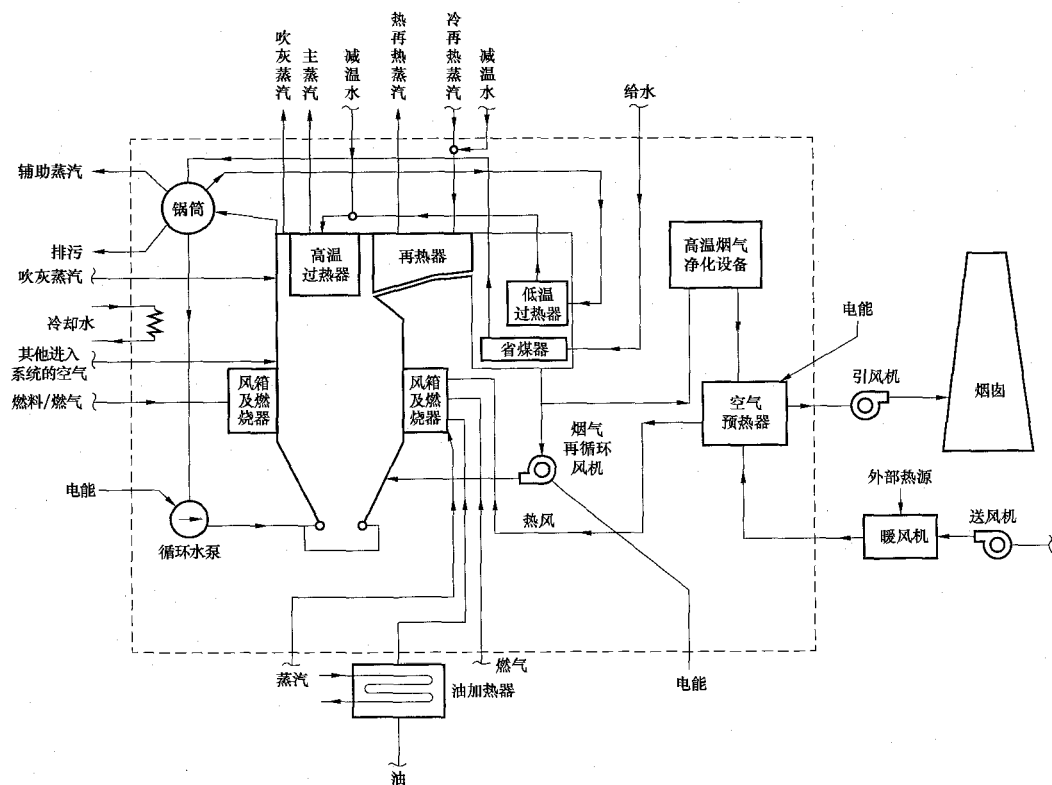 吹灰蒸汽
主蒸汽
减温水
热再热蒸汽
冷再热蒸汽
减温水
给水
辅助蒸汽
锅筒
排污
吹灰蒸汽
冷却水
其他进入
系统的空气
燃料/燃气
电能
循环水泵
高温
过热器
再热器
低温
过热器
省煤器
风箱
及燃
烧器
风箱
及燃
烧器
高温烟气
净化设备
电能
空气
预热器
引风机
烟囱
烟气
再循环
风机
热风
外部热源
暖风机
送风机
蒸汽
燃气
油加热器
电能
油